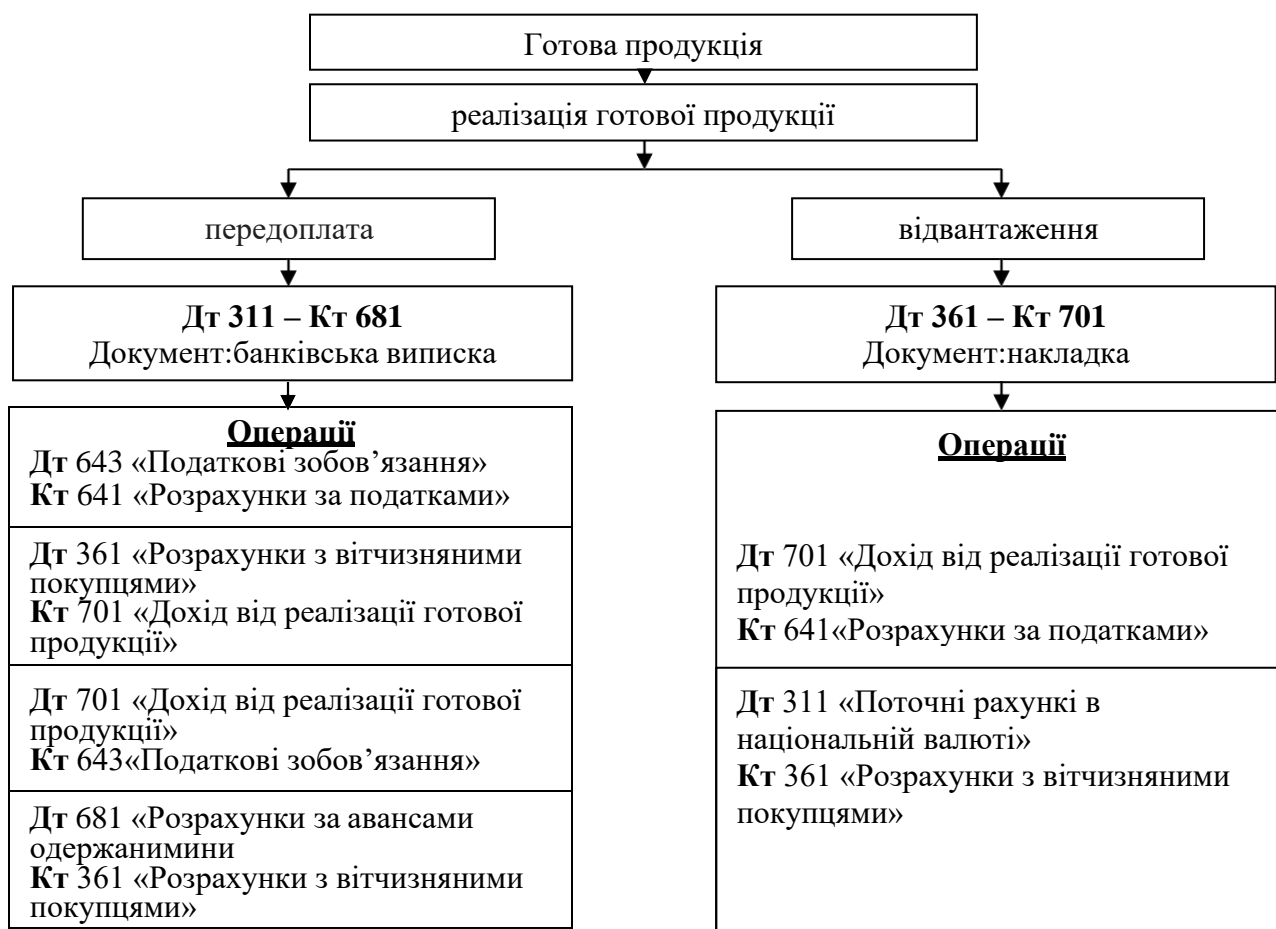 Готова продукція
реалізація готової продукції
передоплата
Дт 311 – Кт 681
Документ:банківська виписка
Операції
Дт 643 «Податкові зобов’язання»
Кт 641 «Розрахунки за податками»
Дт 361 «Розрахунки з вітчизняними
покупцями»
Кт 701 «Дохід від реалізації готової
продукції»
Дт 701 «Дохід від реалізації готової
продукції»
Кт 643«Податкові зобов’язання»
Дт 681 «Розрахунки за авансами
одержанимини
Кт 361 «Розрахунки з вітчизняними
покупцями»
відвантаження
Дт 361 – Кт 701
Документ:накладка
Операції
Дт 701 «Дохід від реалізації готової
продукції»
Кт 641«Розрахунки за податками»
Дт 311 «Поточні рахункі в
національній валюті»
Кт 361 «Розрахунки з вітчизняними
покупцями»